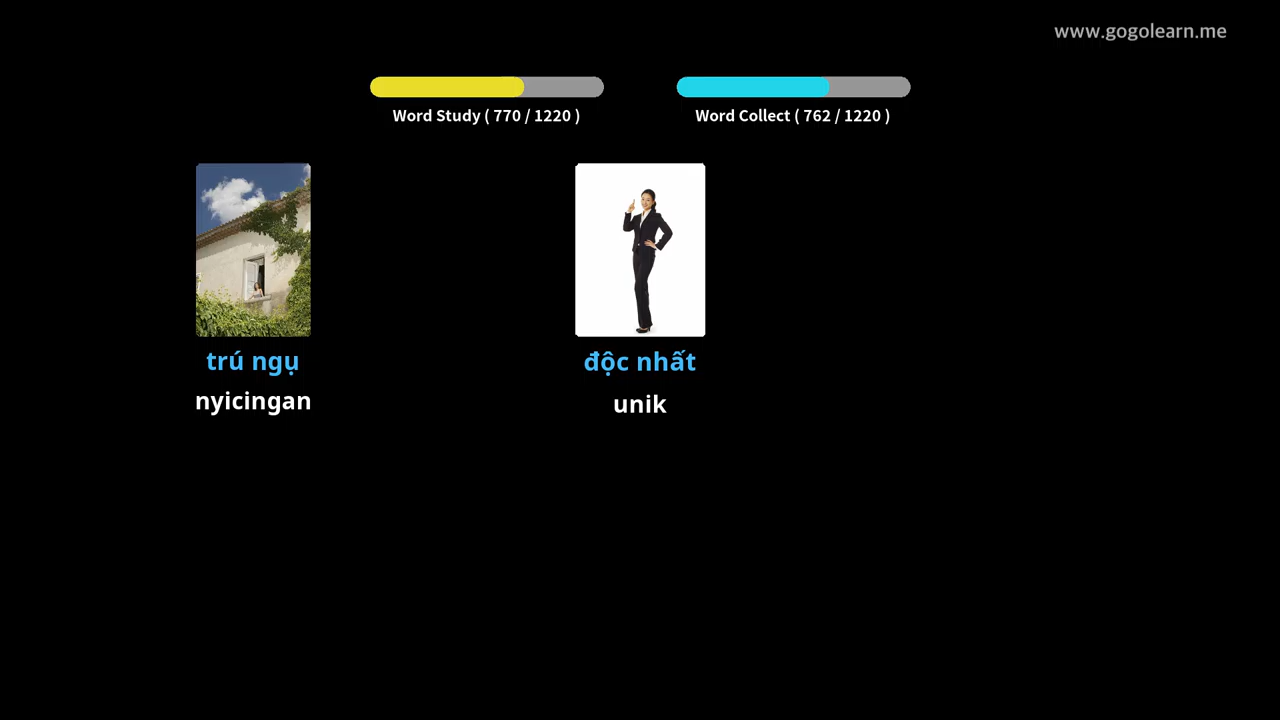 www.gogolearn.me
Word Study ( 770 / 1220 )
Word Collect ( 762 / 1220 )
trú ngụ
nyicingan
độc nhất
unik